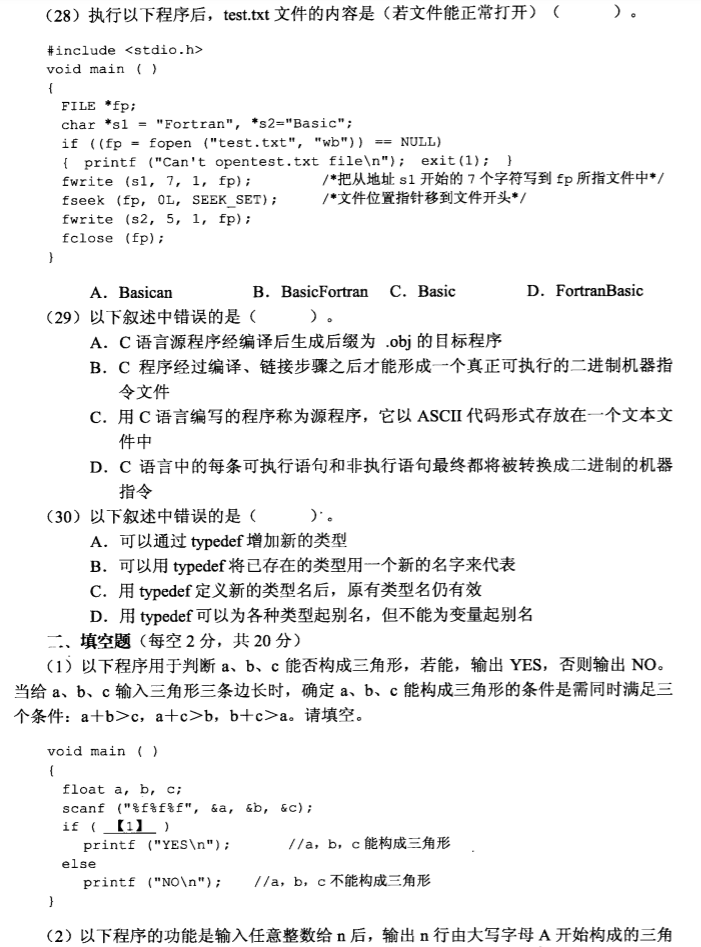 （28）执行以下程序后，test.txt 文件的内容是（若文件能正常打开）（　　）。
#include <stdio.h>
void main ( )
{
FILE *fp;
char *s1 = "Fortran", *s2="Basic";
if ((fp = fopen ("test.txt", "wb")) == NULL)
{ printf ("Can't opentest.txt file\n"); exit(1); }
fwrite (s1, 7, 1, fp); /*把从地址 s1 开始的 7 个字符写到 fp 所指文件中*/
fseek (fp, 0L, SEEK_SET); /*文件位置指针移到文件开头*/
fwrite (s2, 5, 1, fp);
fclose (fp);
}
A．Basican B．BasicFortran C．Basic D．FortranBasic
（29）以下叙述中错误的是（　　）。
A．C 语言源程序经编译后生成后缀为 .obj 的目标程序
B．C 程序经过编译、链接步骤之后才能形成一个真正可执行的二进制机器指
令文件
C．用 C 语言编写的程序称为源程序，它以 ASCII 代码形式存放在一个文本文
件中
D．C 语言中的每条可执行语句和非执行语句最终都将被转换成二进制的机器
指令
（30）以下叙述中错误的是（　　）。
A．可以通过 typedef 增加新的类型
B．可以用 typedef 将已存在的类型用一个新的名字来代表
C．用 typedef 定义新的类型名后，原有类型名仍有效
D．用 typedef 可以为各种类型起别名，但不能为变量起别名
二、填空题（每空 2 分，共 20 分）
（1）以下程序用于判断 a、b、c 能否构成三角形，若能，输出 YES，否则输出 NO。
当给 a、b、c 输入三角形三条边长时，确定 a、b、c 能构成三角形的条件是需同时满足三
个条件：a+b>c，a+c>b，b+c>a。请填空。
void main ( )
{
float a, b, c;
scanf ("%f%f%f", &a, &b, &c);
if ( 【1】 )
printf ("YES\n"); //a，b，c 能构成三角形
else
printf ("NO\n"); //a，b，c 不能构成三角形
}
（2）以下程序的功能是输入任意整数给 n 后，输出 n 行由大写字母 A 开始构成的三角